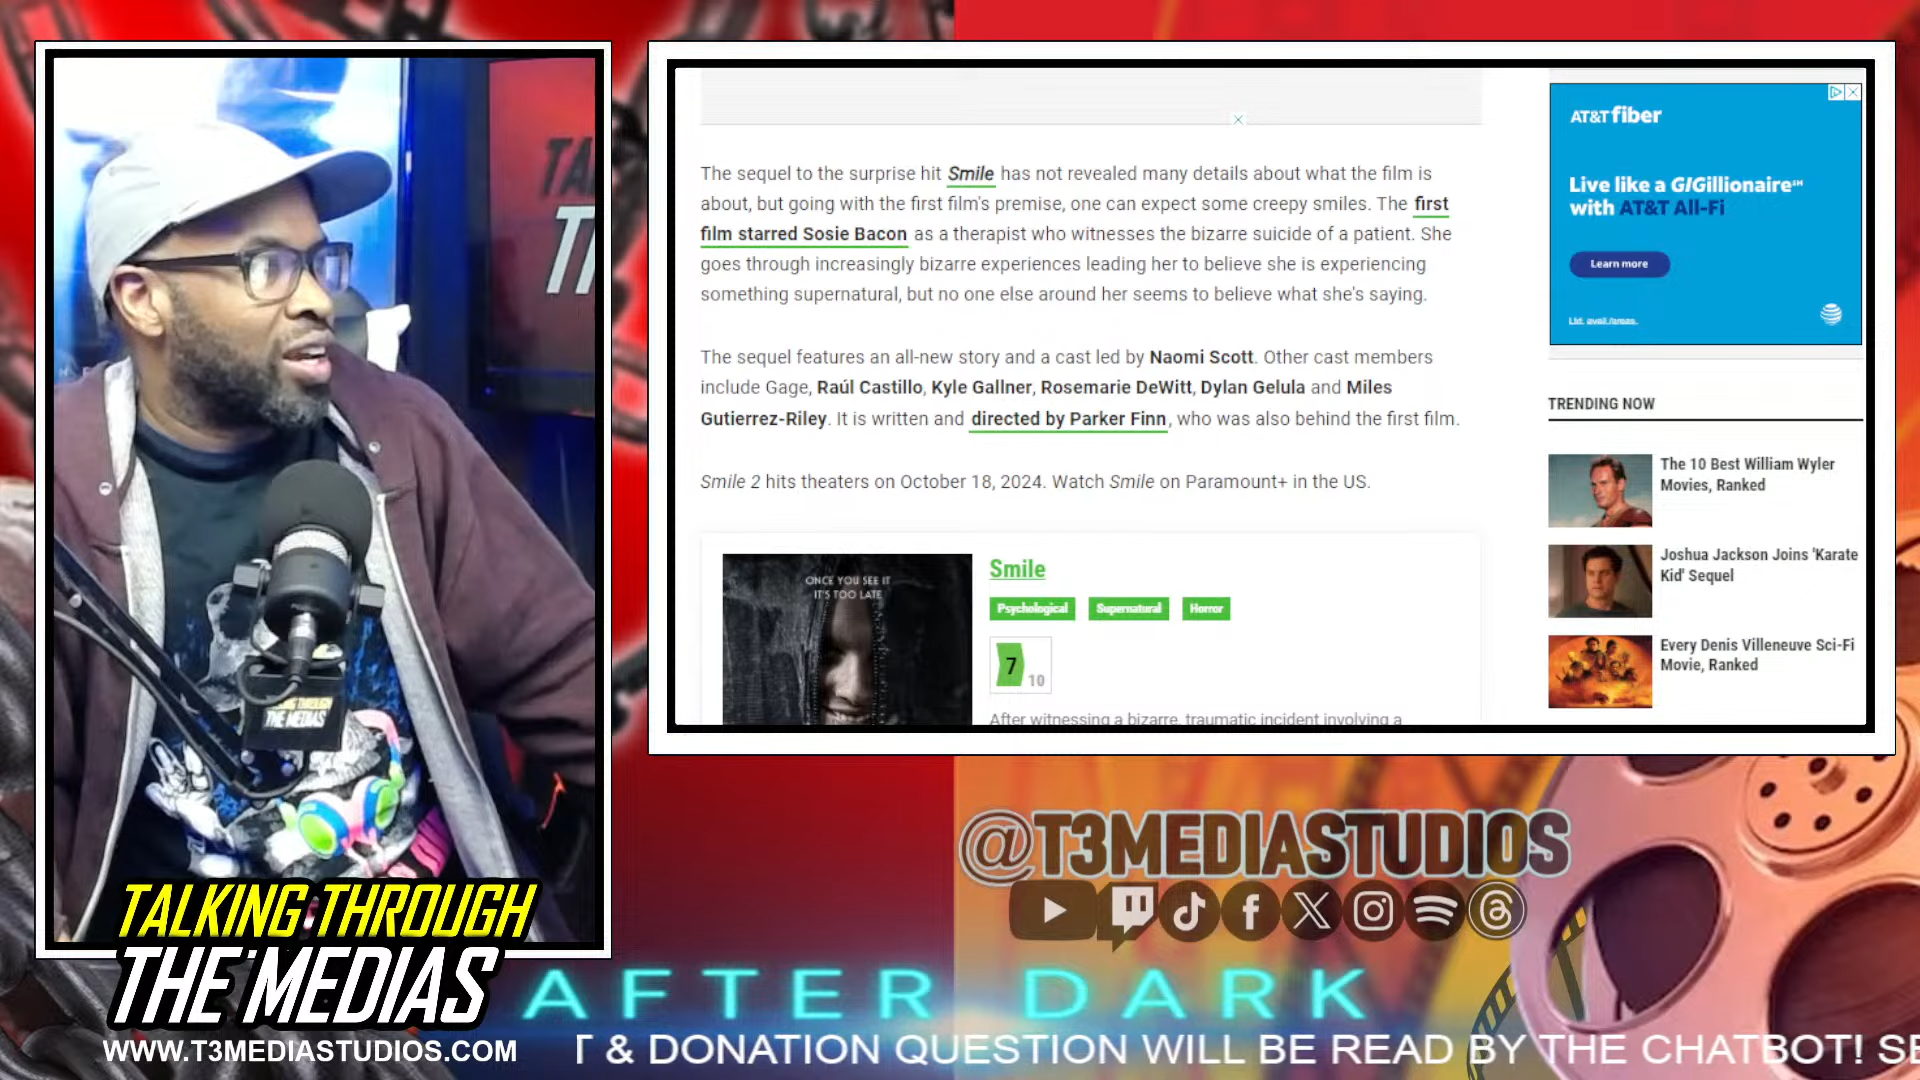 The sequel to the surprise hit Smile has not revealed many details about what the film is
about, but going with the first film's premise, one can expect some creepy smiles. The first
film starred Sosie Bacon as a therapist who witnesses the bizarre suicide of a patient. She
goes through increasingly bizarre experiences leading her to believe she is experiencing
something supernatural, but no one else around her seems to believe what she's saying.
The sequel features an all-new story and a cast led by Naomi Scott. Other cast members
include Gage, Raúl Castillo, Kyle Gallner, Rosemarie DeWitt, Dylan Gelula and Miles
Gutierrez-Riley. It is written and directed by Parker Finn, who was also behind the first film.
Smile 2 hits theaters on October 18, 2024. Watch Smile on Paramount+ in the US.
ONCE YOU SEE IT
IT'S TOO LATE
Smile
Psychological Supernatural Horror
7
10
After witnessing a bizarre, traumatic incident involving a
AT&T fiber
Live like a GIGillionaire℠
with AT&T All-Fi
Learn more
Ltd. avail./areas.
TRENDING NOW
The 10 Best William Wyler
Movies, Ranked
Joshua Jackson Joins 'Karate
Kid' Sequel
Every Denis Villeneuve Sci-Fi
Movie, Ranked
TALKING THROUGH
THE MEDIAS
@T3MEDIASTUDIOS
TALKING THROUGH
THE MEDIAS
AFTER DARK
WWW.T3MEDIASTUDIOS.COM
T & DONATION QUESTION WILL BE READ BY THE CHATBOT! SE